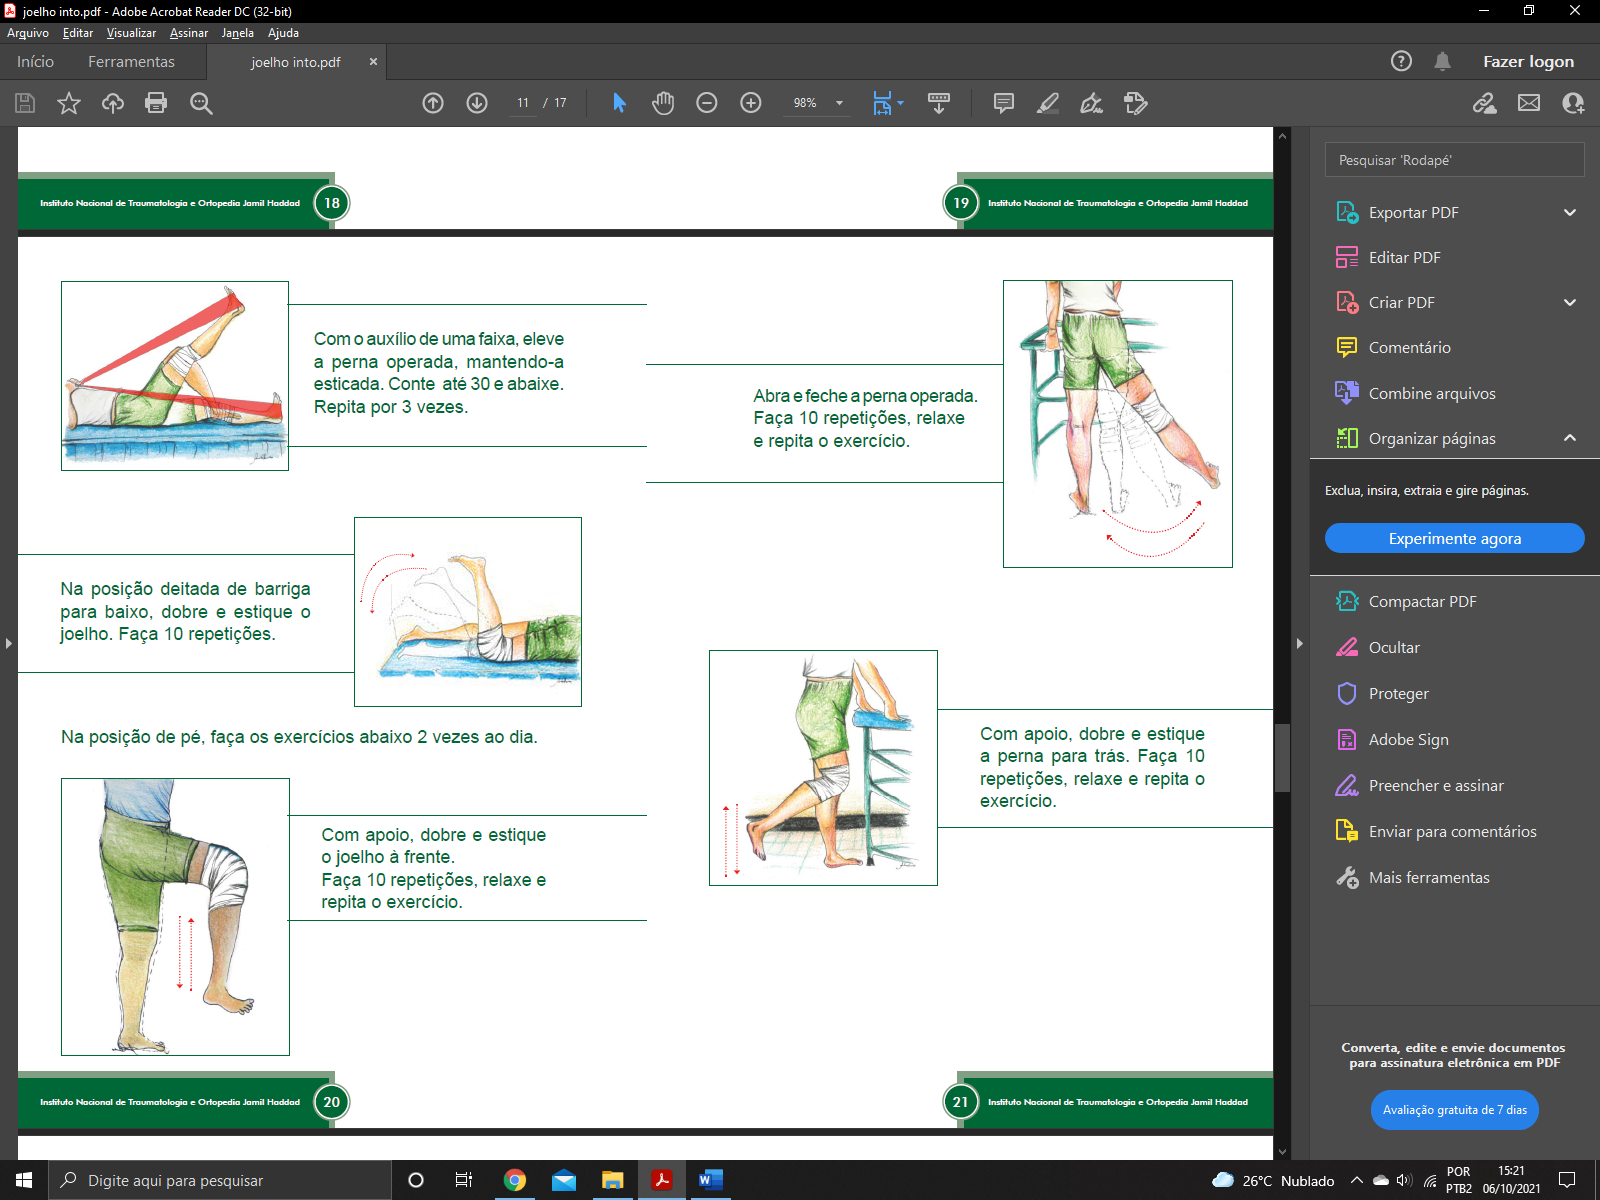 joelho into.pdf - Adobe Acrobat Reader DC (32-bit)
Arquivo Editar Visualizar Assinar Janela Ajuda
Início Ferramentas joelho into.pdf × Fazer logon
11 / 17 98%
Instituto Nacional de Traumatologia e Ortopedia Jamil Haddad 18
19 Instituto Nacional de Traumatologia e Ortopedia Jamil Haddad
Com o auxílio de uma faixa, eleve
a perna operada, mantendo-a
esticada. Conte até 30 e abaixe.
Repita por 3 vezes.
Na posição deitada de barriga
para baixo, dobre e estique o
joelho. Faça 10 repetições.
Na posição de pé, faça os exercícios abaixo 2 vezes ao dia.
Com apoio, dobre e estique
o joelho à frente.
Faça 10 repetições, relaxe e
repita o exercício.
Instituto Nacional de Traumatologia e Ortopedia Jamil Haddad 20
Abra e feche a perna operada.
Faça 10 repetições, relaxe
e repita o exercício.
Com apoio, dobre e estique
a perna para trás. Faça 10
repetições, relaxe e repita o
exercício.
21 Instituto Nacional de Traumatologia e Ortopedia Jamil Haddad
Pesquisar 'Rodapé'
Exportar PDF
Editar PDF
Criar PDF
Comentário
Combine arquivos
Organizar páginas
Exclua, insira, extraia e gire páginas.
Experimente agora
Compactar PDF
Ocultar
Proteger
Adobe Sign
Preencher e assinar
Enviar para comentários
Mais ferramentas
Converta, edite e envie documentos
para assinatura eletrônica em PDF
Avaliação gratuita de 7 dias
Digite aqui para pesquisar
26°C Nublado
POR
PTB2
15:21
06/10/2021